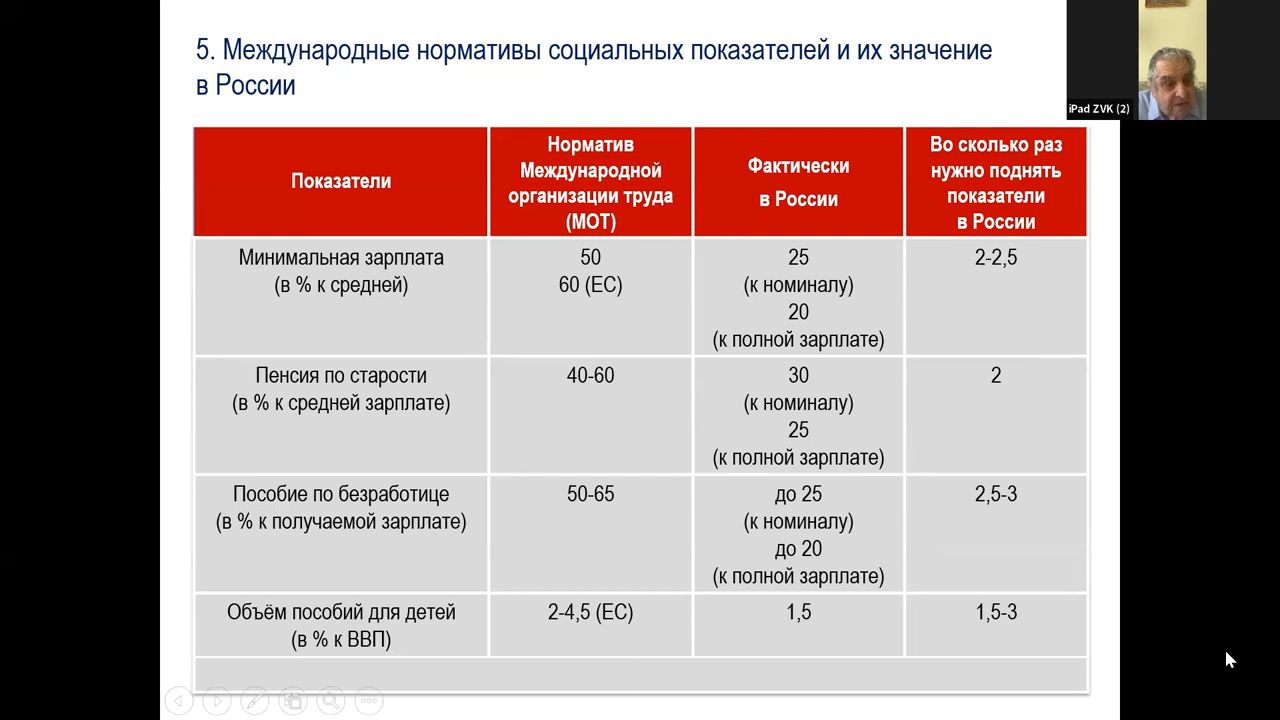 5. Международные нормативы социальных показателей и их значение
в России
iPad ZVK (2)
Показатели
Норматив
Международной
организации труда
(МОТ)
Фактически
в России
Во сколько раз
нужно поднять
показатели
в России
Минимальная зарплата
(в % к средней)
50
60 (ЕС)
25
(к номиналу)
20
(к полной зарплате)
2-2,5
Пенсия по старости
(в % к средней зарплате)
40-60
30
(к номиналу)
25
(к полной зарплате)
2
Пособие по безработице
(в % к получаемой зарплате)
50-65
до 25
(к номиналу)
до 20
(к полной зарплате)
2,5-3
Объём пособий для детей
(в % к ВВП)
2-4,5 (ЕС)
1,5
1,5-3